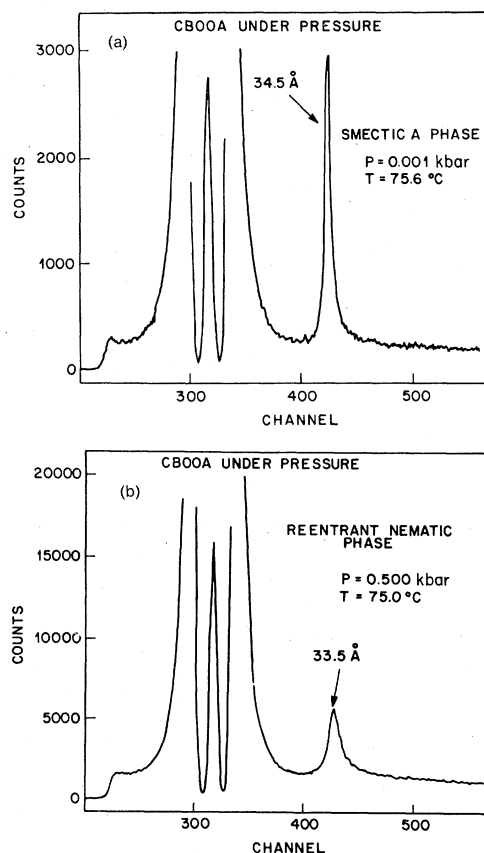 (a)
CBOOA UNDER PRESSURE
3000
2000
1000
0
COUNTS
34.5 Å
SMECTIC A PHASE
P = 0.001 kbar
T = 75.6 °C
300
400
500
CHANNEL
(b)
CBOOA UNDER PRESSURE
20000
15000
10000
5000
0
COUNTS
REENTRANT NEMATIC
PHASE
P = 0.500 kbar
T = 75.0 °C
33.5 Å
300
400
500
CHANNEL